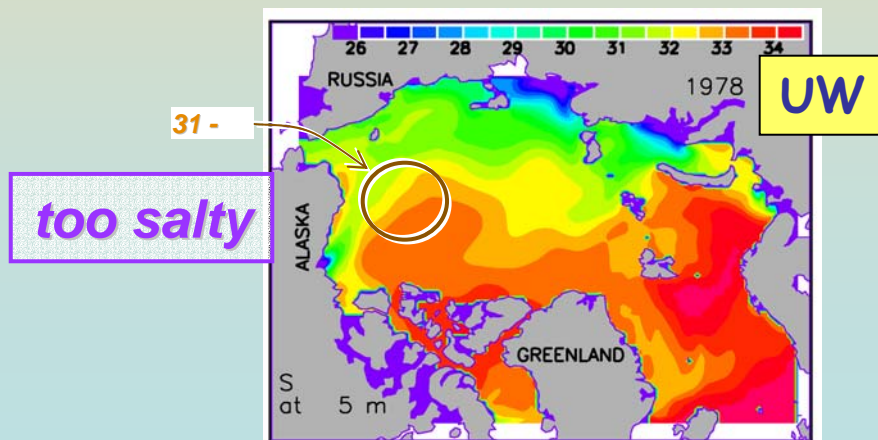 26 27 28 29 30 31 32 33 34
RUSSIA
1978
UW
31 -
too salty
ALASKA
GREENLAND
S
at 5 m